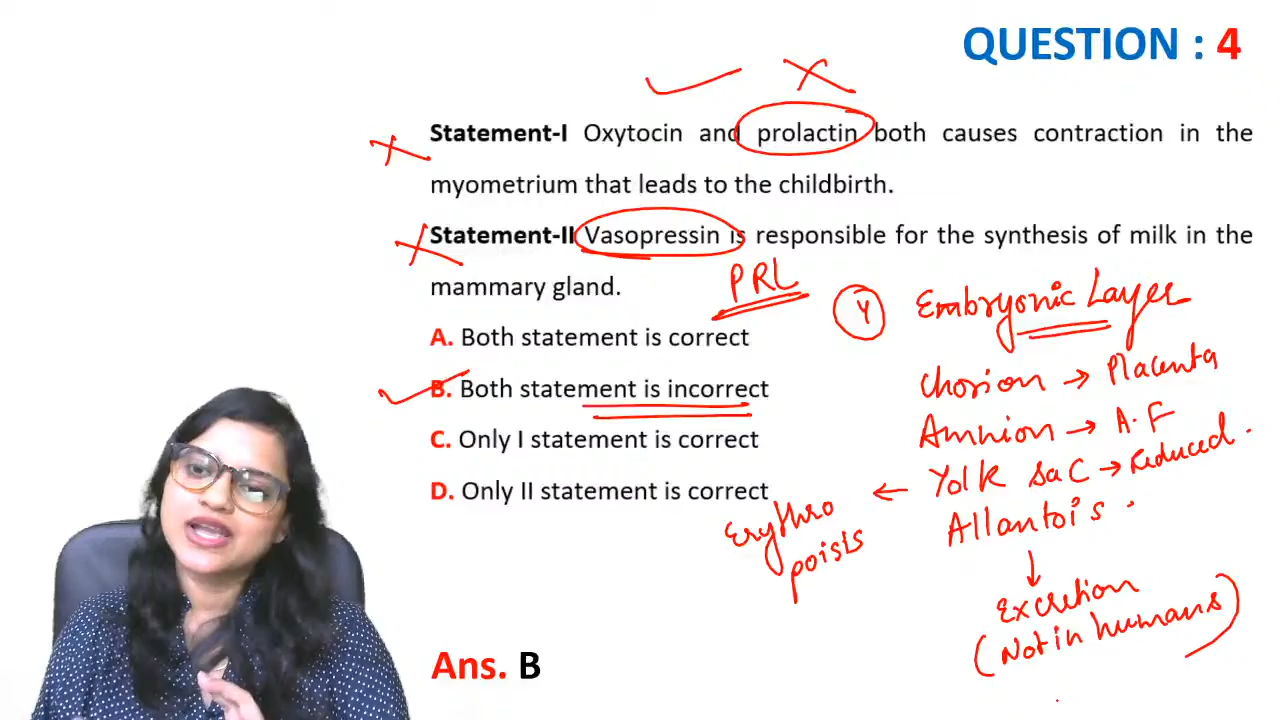 QUESTION : 4
Statement-I Oxytocin and prolactin both causes contraction in the
myometrium that leads to the childbirth.
Statement-II Vasopressin is responsible for the synthesis of milk in the
mammary gland.
PRL
A. Both statement is correct
B. Both statement is incorrect
C. Only I statement is correct
D. Only II statement is correct
4 Embryonic Layer
Chorion → Placenta
Amnion → A.F
Yolk sac → Reduced.
Erythro
poisis
Allantois.
Excretion
(Not in humans)
Ans. B